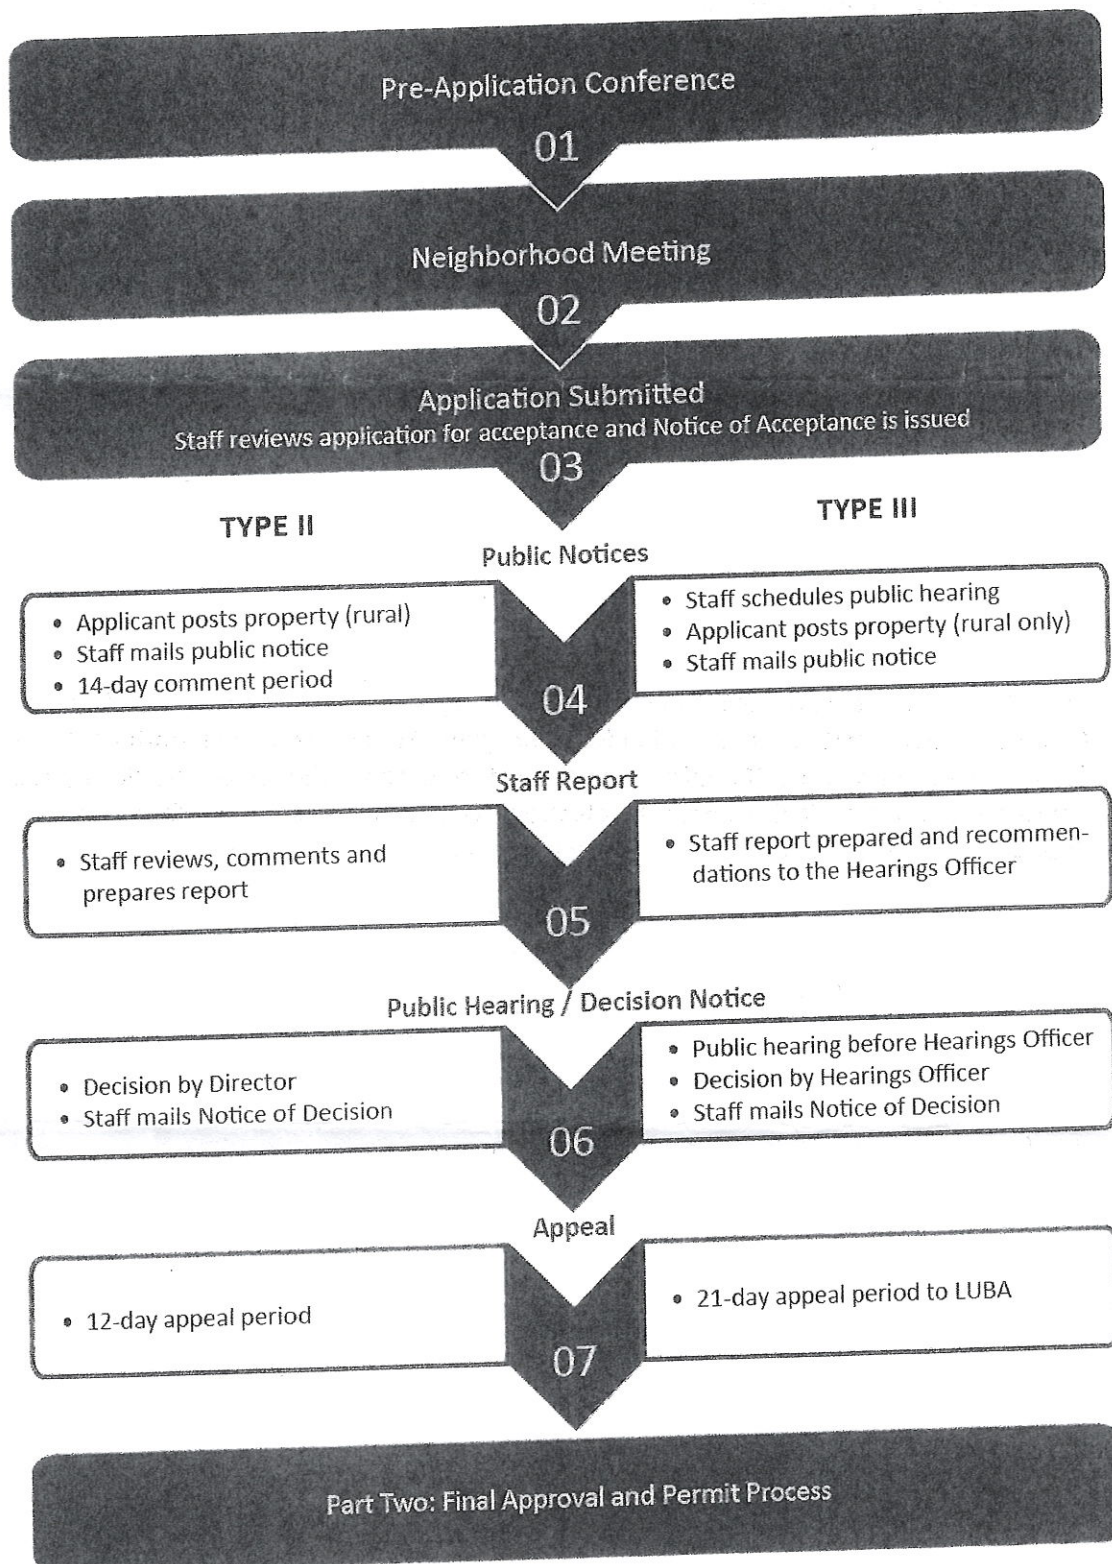 Pre-Application Conference
01
Neighborhood Meeting
02
Application Submitted
Staff reviews application for acceptance and Notice of Acceptance is issued
03
TYPE II
TYPE III
Public Notices
• Applicant posts property (rural)
• Staff mails public notice
• 14-day comment period
04
• Staff schedules public hearing
• Applicant posts property (rural only)
• Staff mails public notice
Staff Report
• Staff reviews, comments and
prepares report
05
• Staff report prepared and recommen-
dations to the Hearings Officer
Public Hearing / Decision Notice
• Decision by Director
• Staff mails Notice of Decision
06
• Public hearing before Hearings Officer
• Decision by Hearings Officer
• Staff mails Notice of Decision
Appeal
• 12-day appeal period
07
• 21-day appeal period to LUBA
Part Two: Final Approval and Permit Process